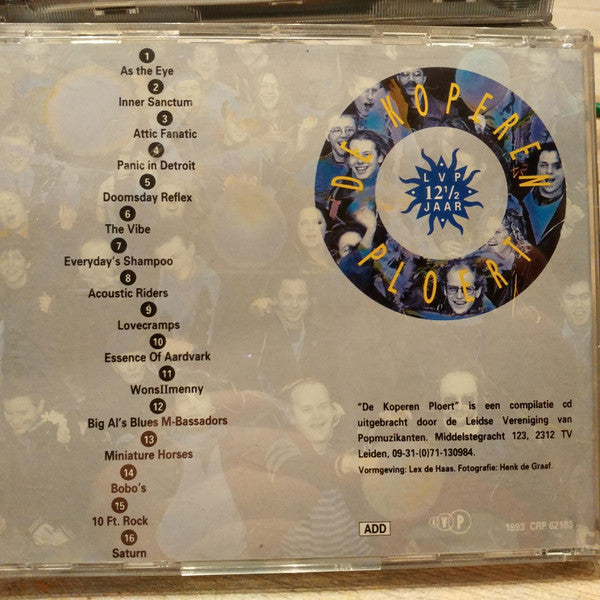 1
As the Eye
2
Inner Sanctum
3
Attic Fanatic
4
Panic in Detroit
5
Doomsday Reflex
6
The Vibe
7
Everyday's Shampoo
8
Acoustic Riders
9
Lovecramps
10
Essence Of Aardvark
11
WonsIImenny
12
Big Al's Blues M-Bassadors
13
Miniature Horses
14
Bobo's
15
10 Ft. Rock
16
Saturn
DE KOPEREN
PLOERT
LVP
12 1/2
JAAR
"De Koperen Ploert" is een compilatie cd
uitgebracht door de Leidse Vereniging van
Popmuzikanten. Middelstegracht 123, 2312 TV
Leiden, 09-31-(0)71-130984.
Vormgeving: Lex de Haas. Fotografie: Henk de Graaf.
ADD
LVP
1993 CRP 62103